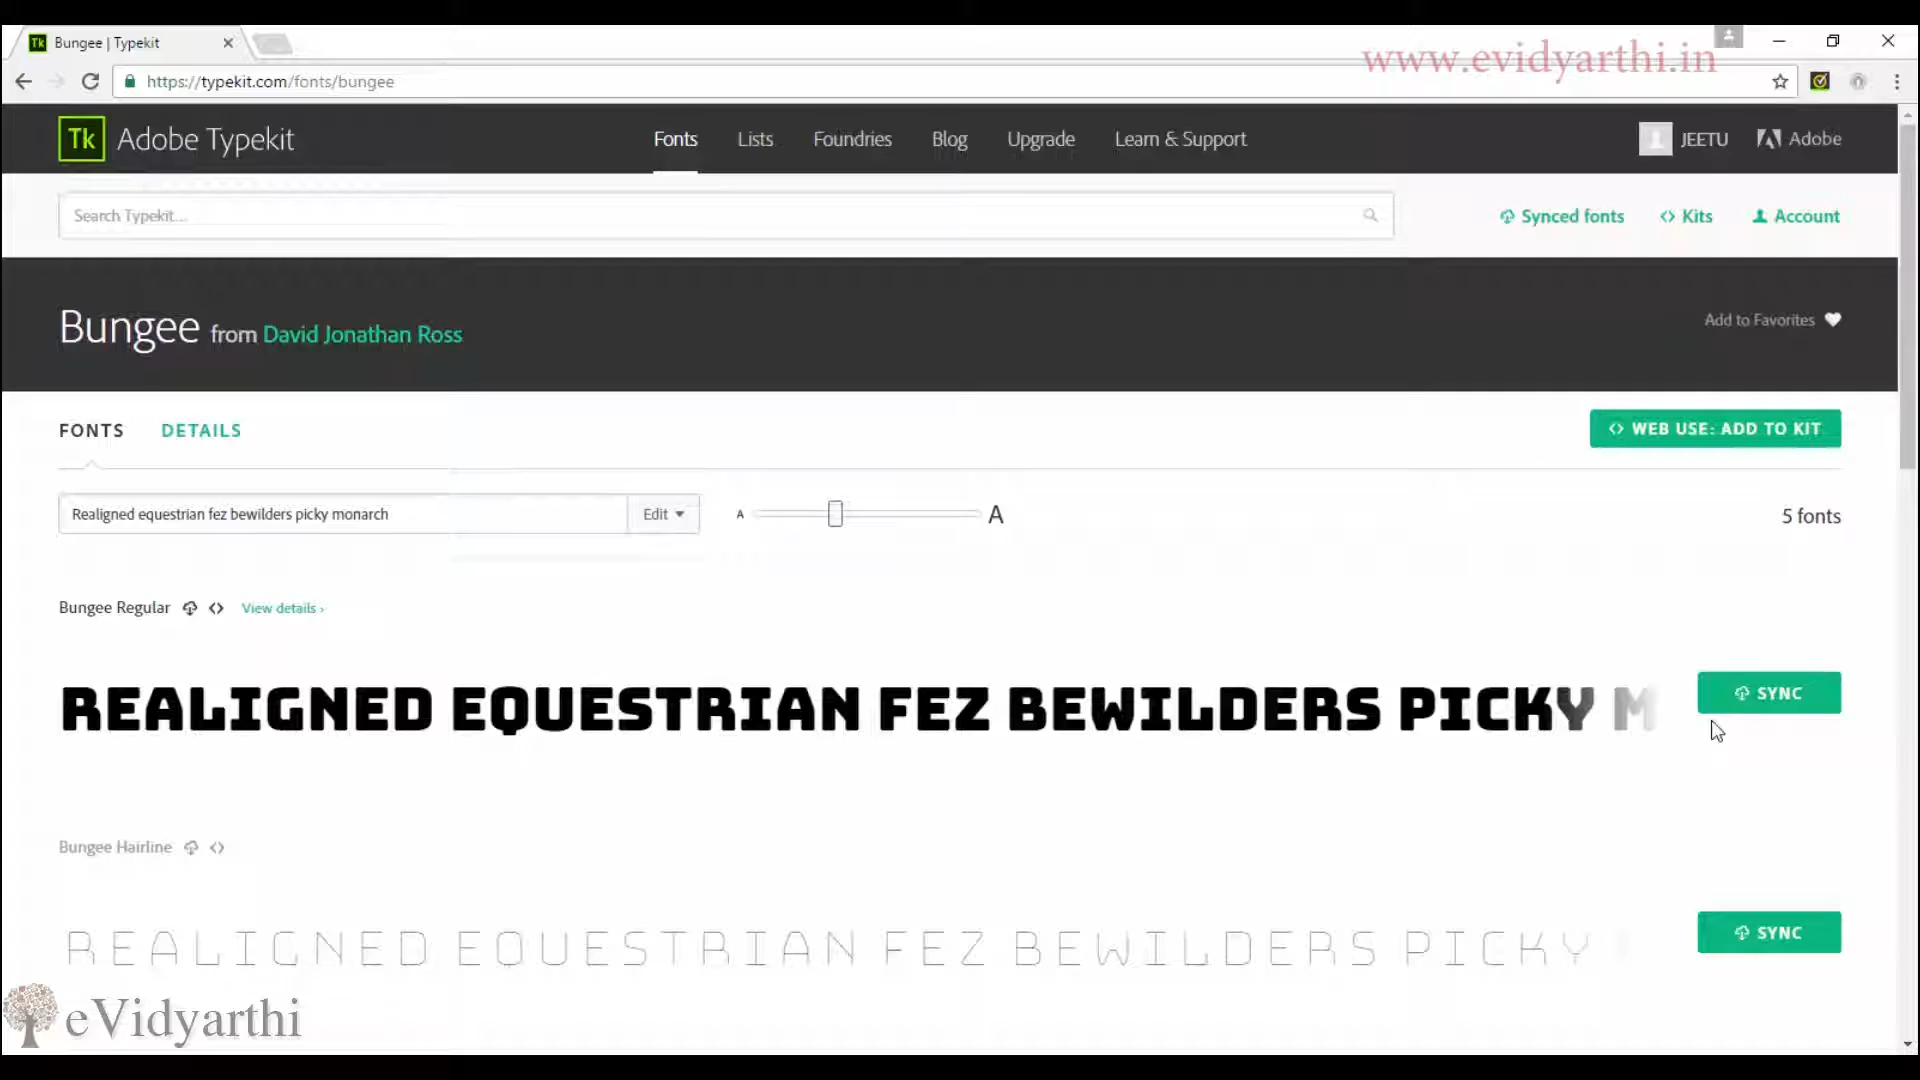 Tk Bungee | Typekit
www.evidyarthi.in
https://typekit.com/fonts/bungee
Tk Adobe Typekit Fonts Lists Foundries Blog Upgrade Learn & Support JEETU Adobe
Search Typekit... Synced fonts Kits Account
Bungee from David Jonathan Ross Add to Favorites
FONTS DETAILS WEB USE: ADD TO KIT
Realigned equestrian fez bewilders picky monarch Edit A A 5 fonts
Bungee Regular View details ›
REALIGNED EQUESTRIAN FEZ BEWILDERS PICKY M SYNC
Bungee Hairline
REALIGNED EQUESTRIAN FEZ BEWILDERS PICKY SYNC
eVidyarthi